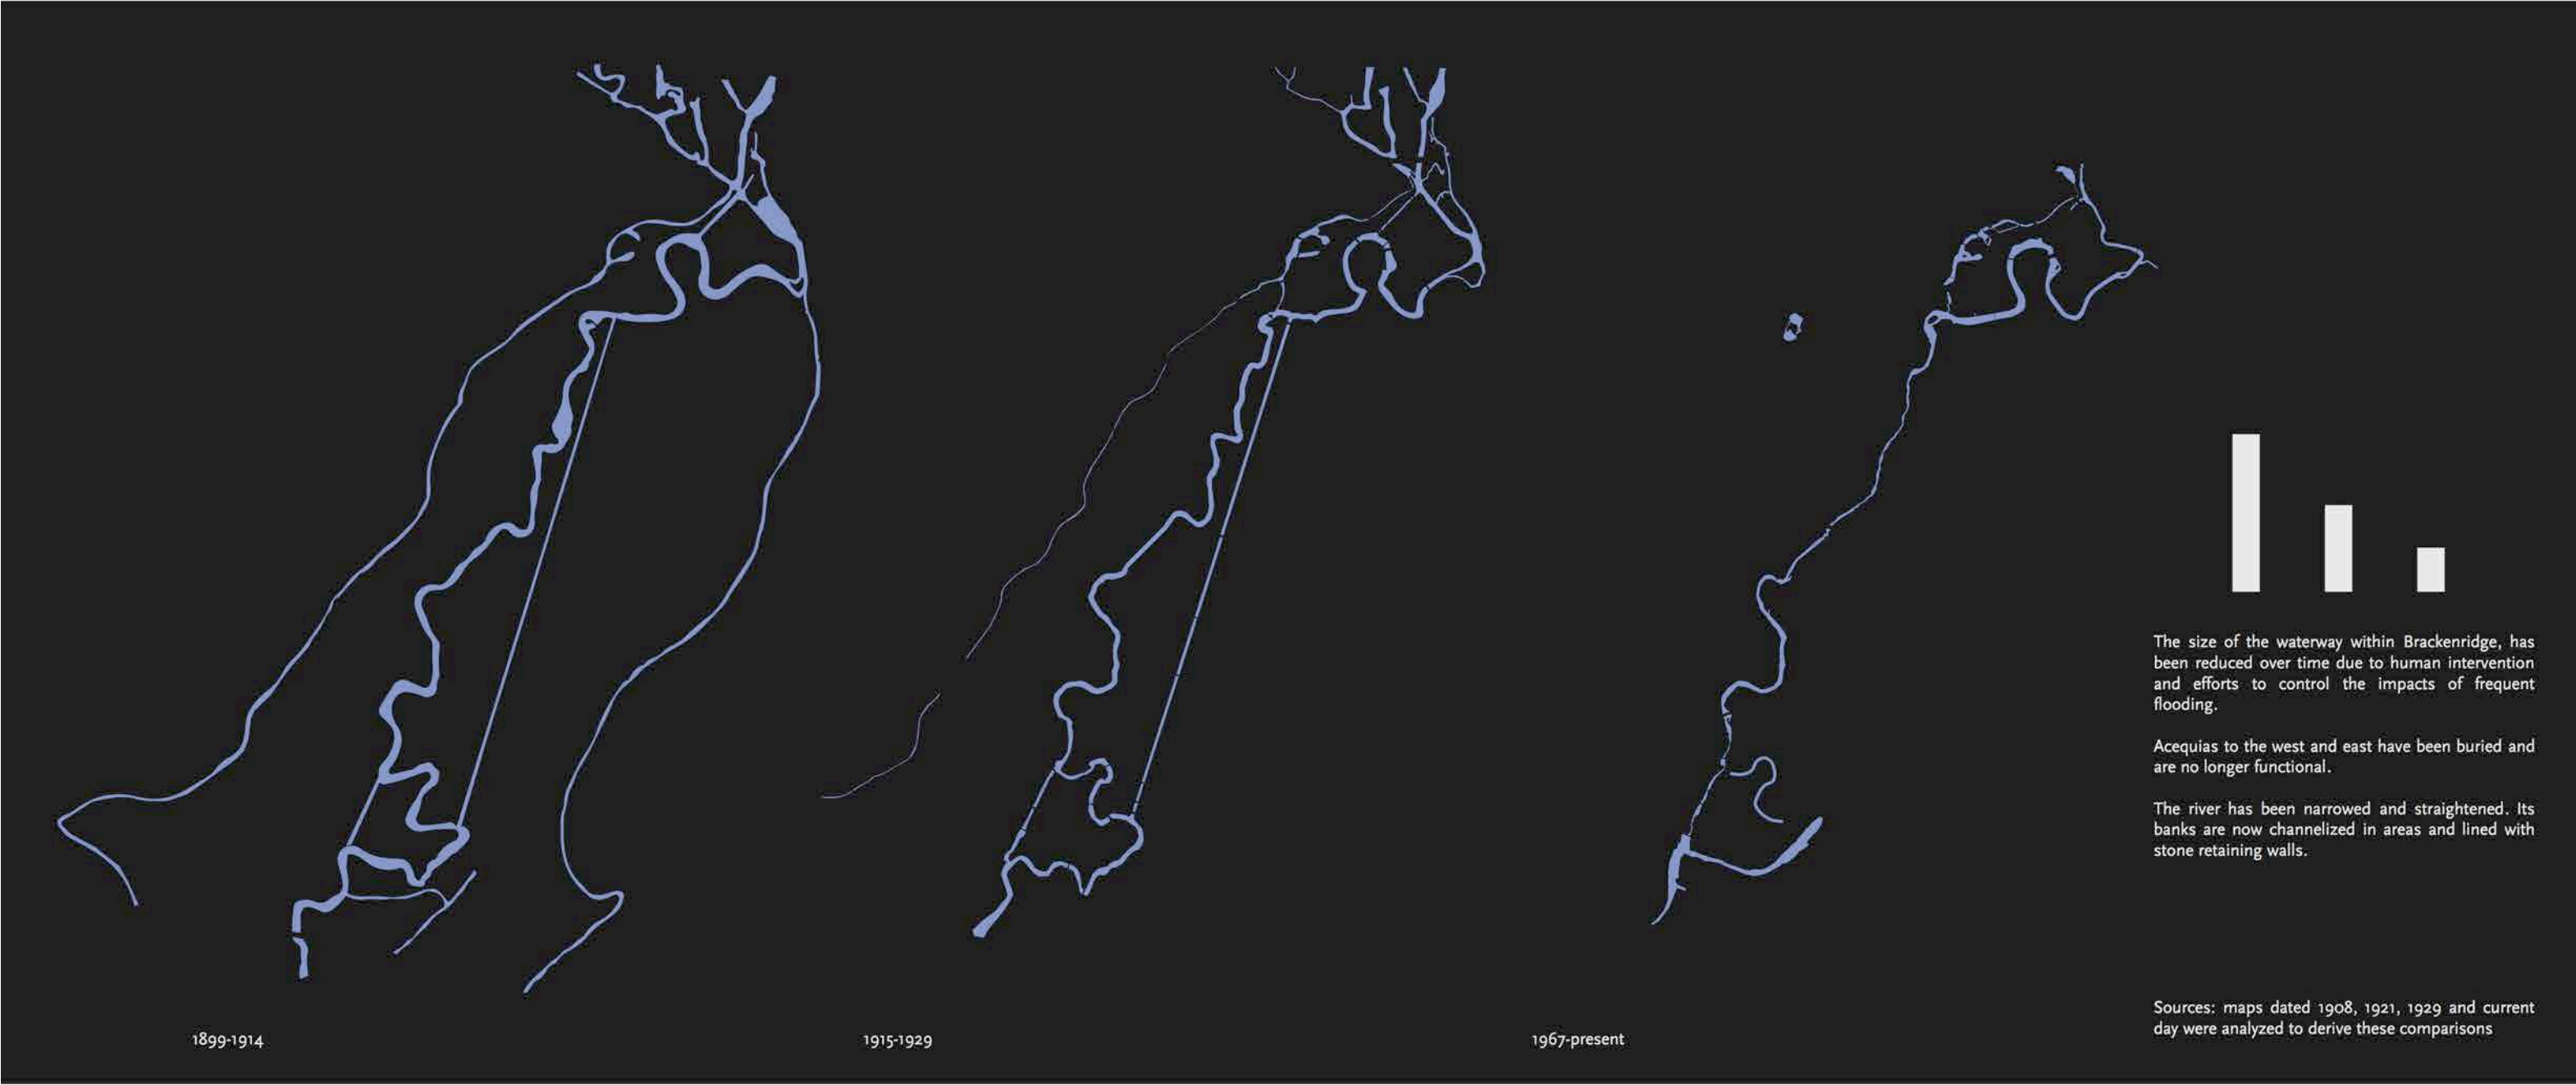 The size of the waterway within Brackenridge, has
been reduced over time due to human intervention
and efforts to control the impacts of frequent
flooding.
Acequias to the west and east have been buried and
are no longer functional.
The river has been narrowed and straightened. Its
banks are now channelized in areas and lined with
stone retaining walls.
Sources: maps dated 1908, 1921, 1929 and current
day were analyzed to derive these comparisons
1899-1914
1915-1929
1967-present